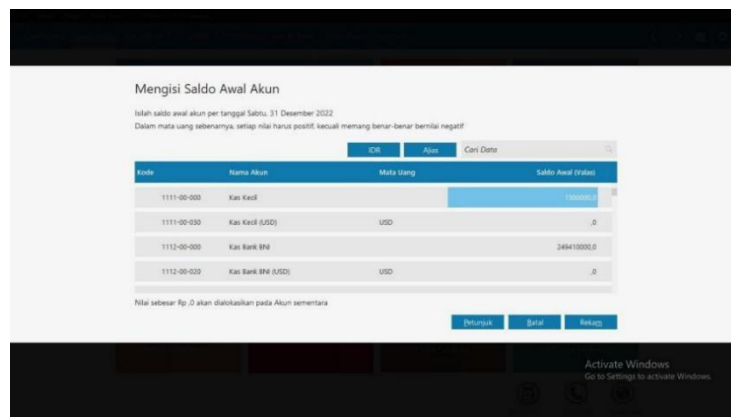 Mengisi Saldo Awal Akun
Isilah saldo awal akun per tanggal Sabtu, 31 Desember 2022
Dalam mata uang sebenarnya, setiap nilai harus positif, kecuali memang benar-benar bernilai negatif
IDR Alias Cari Data
Kode Nama Akun Mata Uang Saldo Awal (Valas)
1111-00-000 Kas Kecil
1111-00-030 Kas Kecil (USD) USD ,0
1112-00-000 Kas Bank BNI 249410000,0
1112-00-020 Kas Bank BNI (USD) USD ,0
Nilai sebesar Rp ,0 akan dialokasikan pada Akun sementara
Petunjuk Batal Rekam
Activate Windows
Go to Settings to activate Windows.